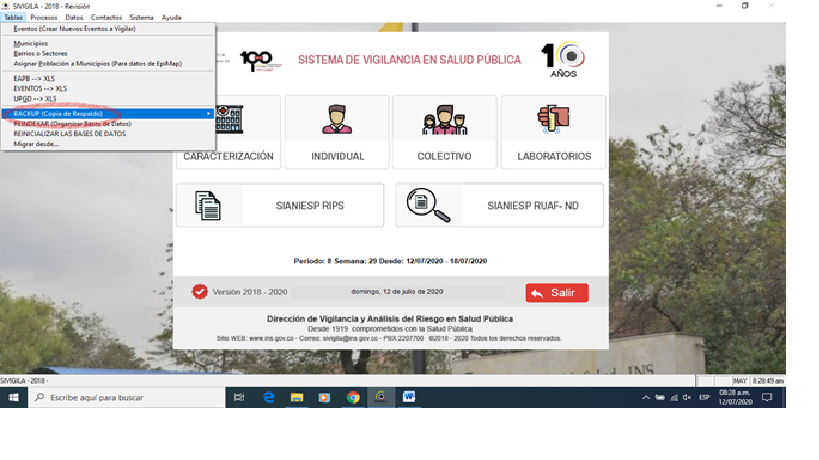 SIVIGILA - 2018 - Revisión
Tablas Procesos Datos Contactos Sistema Ayuda
Eventos (Crear Nuevos Eventos a Vigilar)
Municipios
Barrios o Sectores
Asignar Población a Municipios (Para datos de EpiMap)
EAPB --> XLS
EVENTOS --> XLS
UPGD --> XLS
BACKUP (Copia de Respaldo)
REINDEXAR (Organizar Bases de Datos)
REINICIALIZAR LAS BASES DE DATOS
Migrar desde...
100
SISTEMA DE VIGILANCIA EN SALUD PÚBLICA
10
AÑOS
CARACTERIZACIÓN INDIVIDUAL COLECTIVO LABORATORIOS
SIANIESP RIPS SIANIESP RUAF- ND
Periodo: 8 Semana: 29 Desde: 12/07/2020 - 18/07/2020
Versión 2018 - 2020 domingo, 12 de julio de 2020 Salir
Dirección de Vigilancia y Análisis del Riesgo en Salud Pública
Desde 1919 comprometidos con la Salud Pública,
Sitio WEB: www.ins.gov.co - Correo: sivigila@ins.gov.co - PBX:2207700 ©2018 - 2020 Todos los derechos reservados.
INS
SIVIGILA - 2018 - MAY 8:28:49 am
Escribe aquí para buscar ESP 08:28 a.m.
12/07/2020